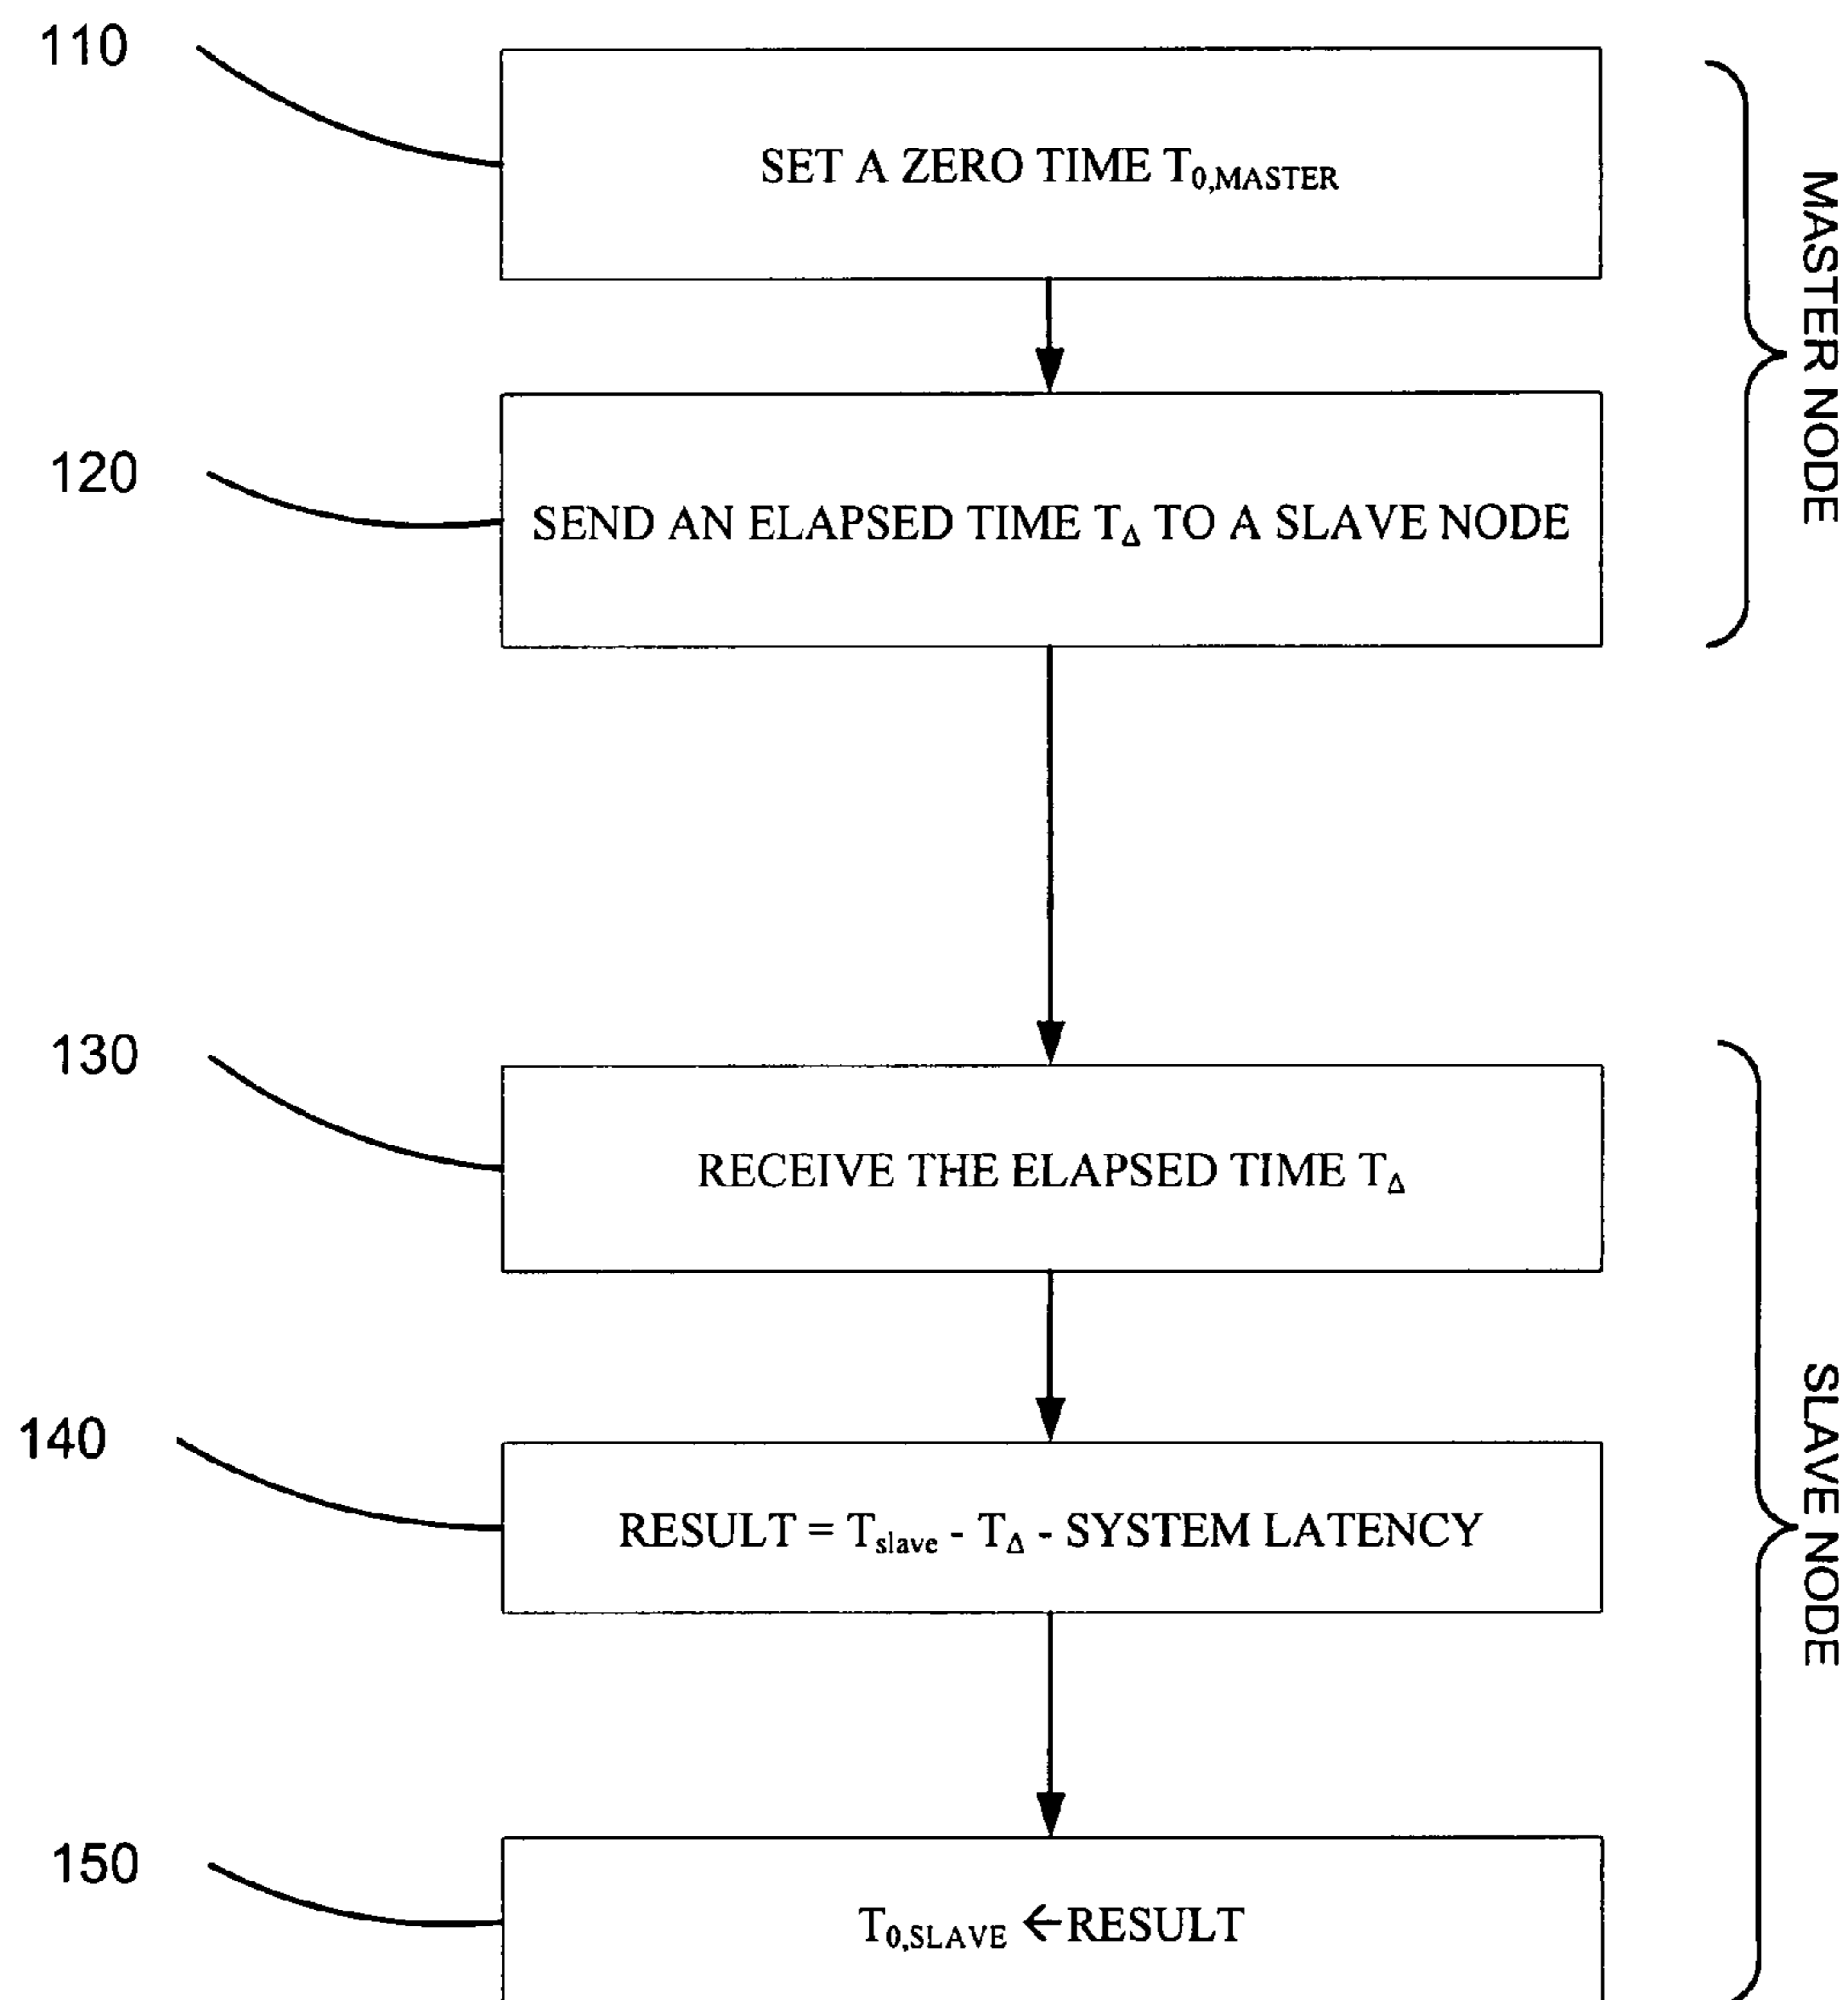 110
SET A ZERO TIME T0,MASTER
120
SEND AN ELAPSED TIME TΔ TO A SLAVE NODE
MASTER NODE
130
RECEIVE THE ELAPSED TIME TΔ
140
RESULT = Tslave - TΔ - SYSTEM LATENCY
150
T0,SLAVE ←RESULT
SLAVE NODE